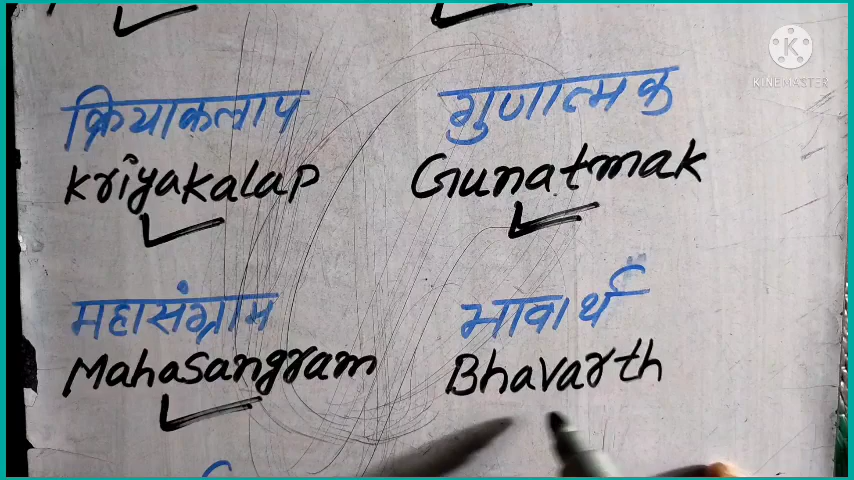 KINEMASTER
क्रियाकलाप
गुणात्मक
Kriyakalap
Gunatmak
महासंग्राम
भावार्थ
Mahasangram
Bhavarth